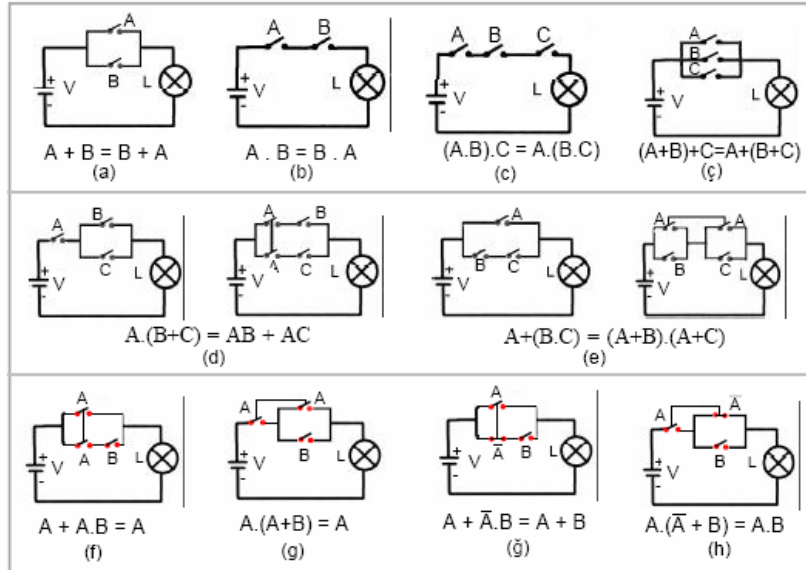 A
B
+
V
-
L
A + B = B + A
(a)
A B
+
V
-
L
A . B = B . A
(b)
A B C
+
V
-
L
(A.B).C = A.(B.C)
(c)
A
B
C
+
V
-
L
(A+B)+C=A+(B+C)
(ç)
A B
C
+
V
-
L
A B
A C
+
V
-
L
A.(B+C) = AB + AC
(d)
A
B C
+
V
-
L
A A
B C
+
V
-
L
A+(B.C) = (A+B).(A+C)
(e)
A
A B
+
V
-
L
A + A.B = A
(f)
A A
B
+
V
-
L
A.(A+B) = A
(g)
A
A̅ B
+
V
-
L
A + A̅.B = A + B
(ğ)
A A̅
B
+
V
-
L
A.(A̅ + B) = A.B
(h)